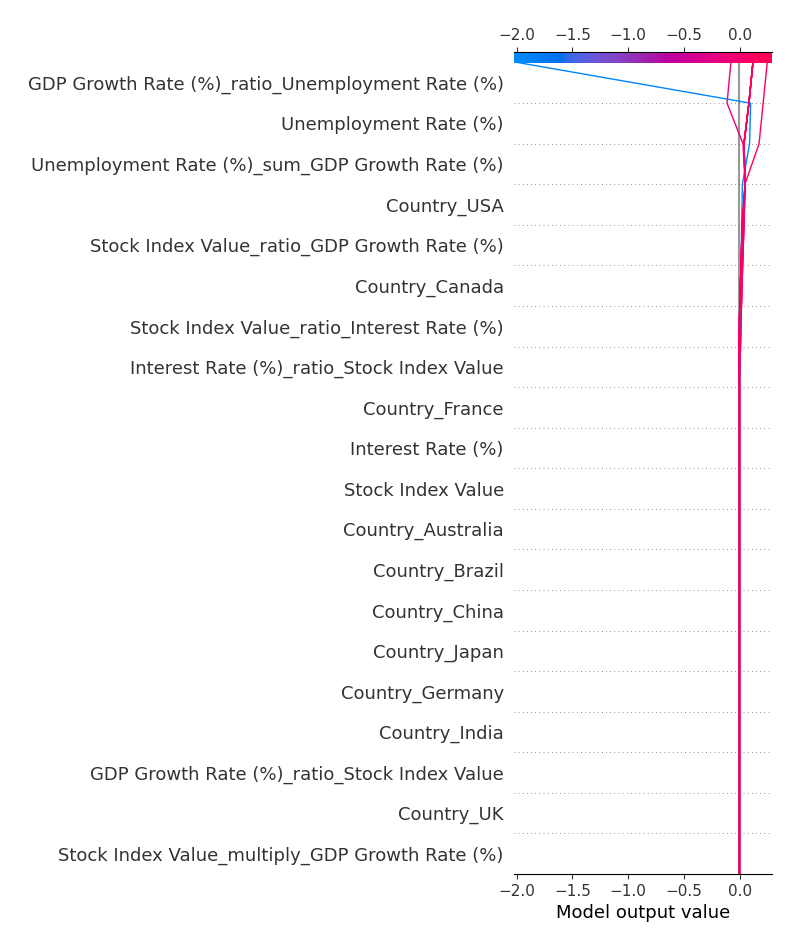 −2.0 −1.5 −1.0 −0.5 0.0
GDP Growth Rate (%)_ratio_Unemployment Rate (%)
Unemployment Rate (%)
Unemployment Rate (%)_sum_GDP Growth Rate (%)
Country_USA
Stock Index Value_ratio_GDP Growth Rate (%)
Country_Canada
Stock Index Value_ratio_Interest Rate (%)
Interest Rate (%)_ratio_Stock Index Value
Country_France
Interest Rate (%)
Stock Index Value
Country_Australia
Country_Brazil
Country_China
Country_Japan
Country_Germany
Country_India
GDP Growth Rate (%)_ratio_Stock Index Value
Country_UK
Stock Index Value_multiply_GDP Growth Rate (%)
−2.0 −1.5 −1.0 −0.5 0.0
Model output value